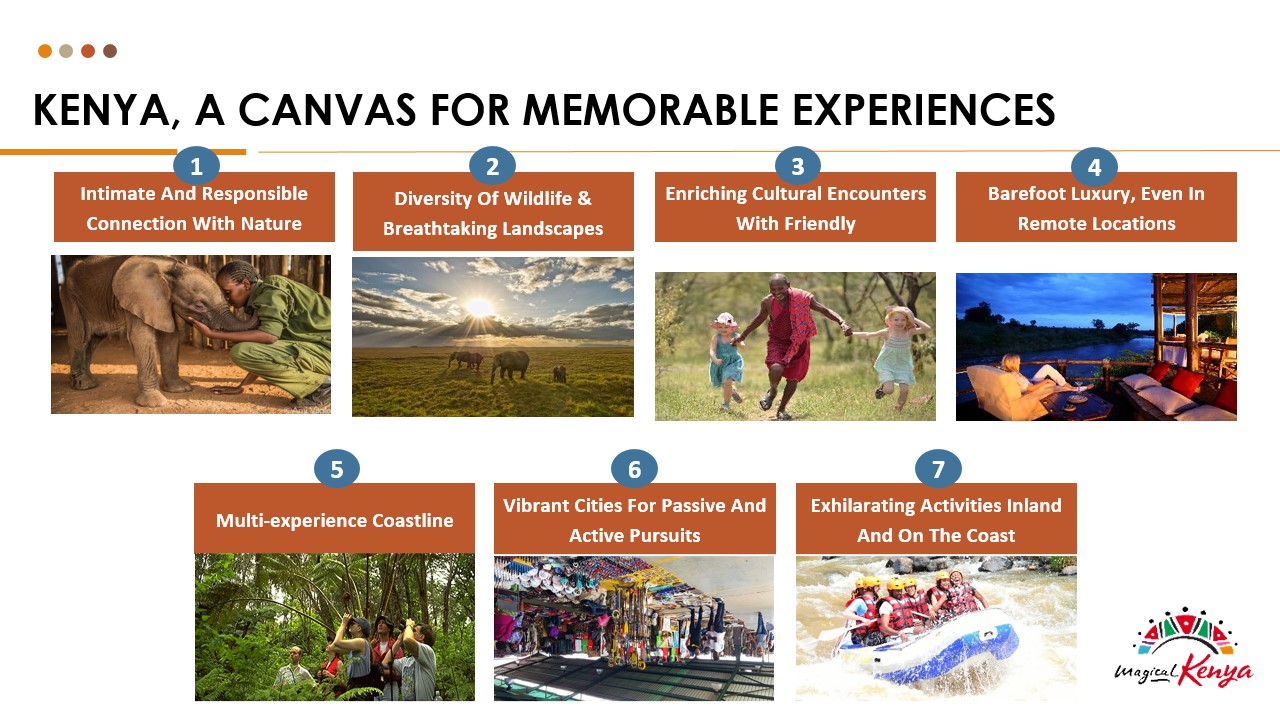 KENYA, A CANVAS FOR MEMORABLE EXPERIENCES
1
Intimate And Responsible
Connection With Nature
2
Diversity Of Wildlife &
Breathtaking Landscapes
3
Enriching Cultural Encounters
With Friendly
4
Barefoot Luxury, Even In
Remote Locations
5
Multi-experience Coastline
6
Vibrant Cities For Passive And
Active Pursuits
7
Exhilarating Activities Inland
And On The Coast
magical Kenya